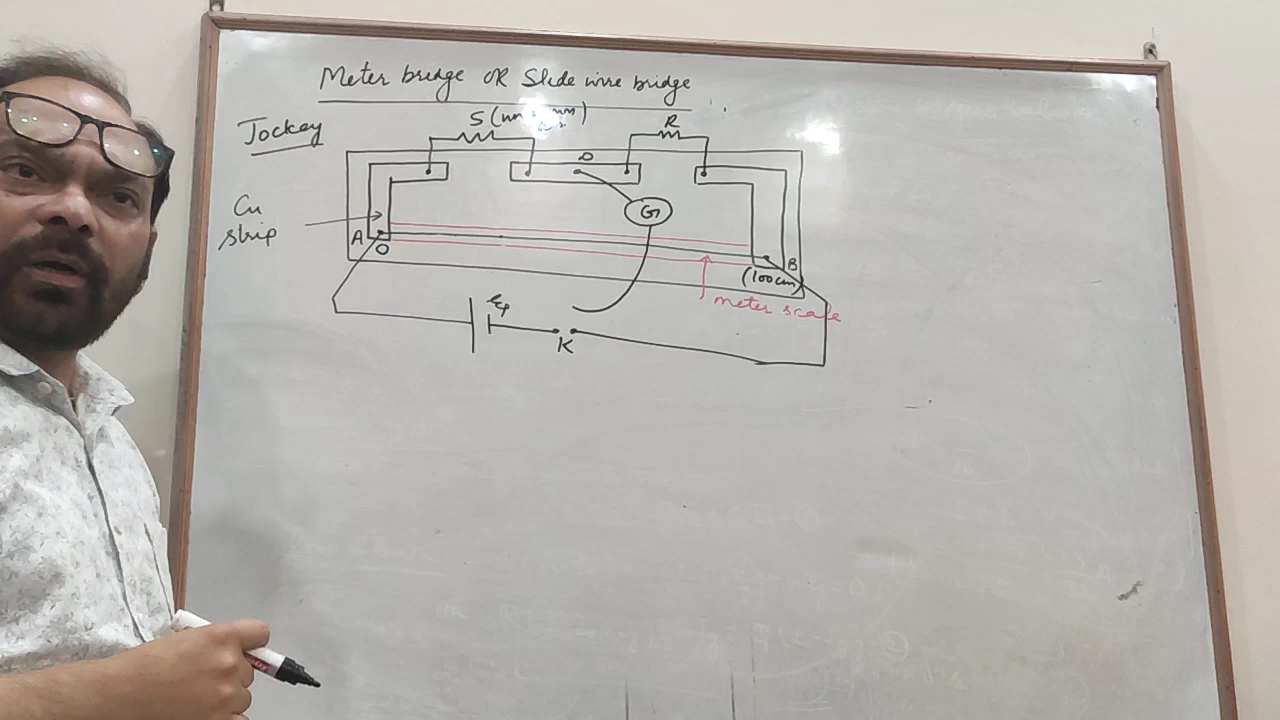 Meter bridge OR Slide wire bridge
Jockey
S (
R
D
G
Cu
strip
A
O
B
(100cm)
meter scale
K